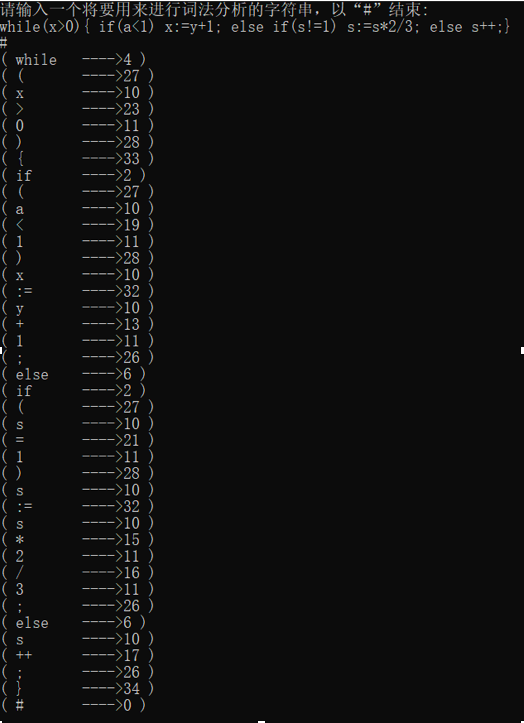 请输入一个将要用来进行词法分析的字符串，以“#”结束:
while(x>0){ if(a<1) x:=y+1; else if(s!=1) s:=s*2/3; else s++;}
#
( while ---->4 )
( ( ---->27 )
( x ---->10 )
( > ---->23 )
( 0 ---->11 )
( ) ---->28 )
( { ---->33 )
( if ---->2 )
( ( ---->27 )
( a ---->10 )
( < ---->19 )
( 1 ---->11 )
( ) ---->28 )
( x ---->10 )
( := ---->32 )
( y ---->10 )
( + ---->13 )
( 1 ---->11 )
( ; ---->26 )
( else ---->6 )
( if ---->2 )
( ( ---->27 )
( s ---->10 )
( = ---->21 )
( 1 ---->11 )
( ) ---->28 )
( s ---->10 )
( := ---->32 )
( s ---->10 )
( * ---->15 )
( 2 ---->11 )
( / ---->16 )
( 3 ---->11 )
( ; ---->26 )
( else ---->6 )
( s ---->10 )
( ++ ---->17 )
( ; ---->26 )
( } ---->34 )
( # ---->0 )